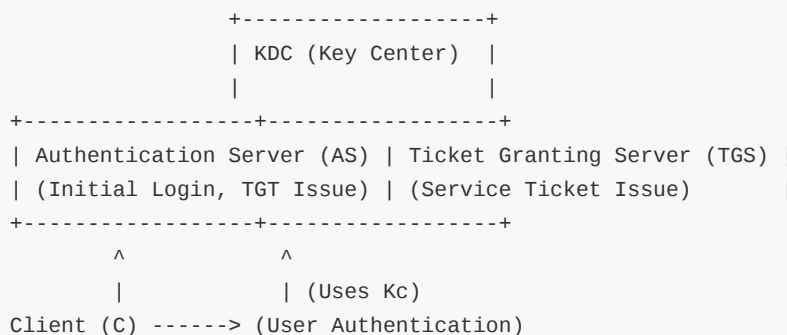 +-------------------+
| KDC (Key Center)  |
|                   |
+------------------+------------------+
| Authentication Server (AS) | Ticket Granting Server (TGS) |
| (Initial Login, TGT Issue) | (Service Ticket Issue)       |
+------------------+------------------+
^            ^
|            | (Uses Kc)
Client (C) ------> (User Authentication)